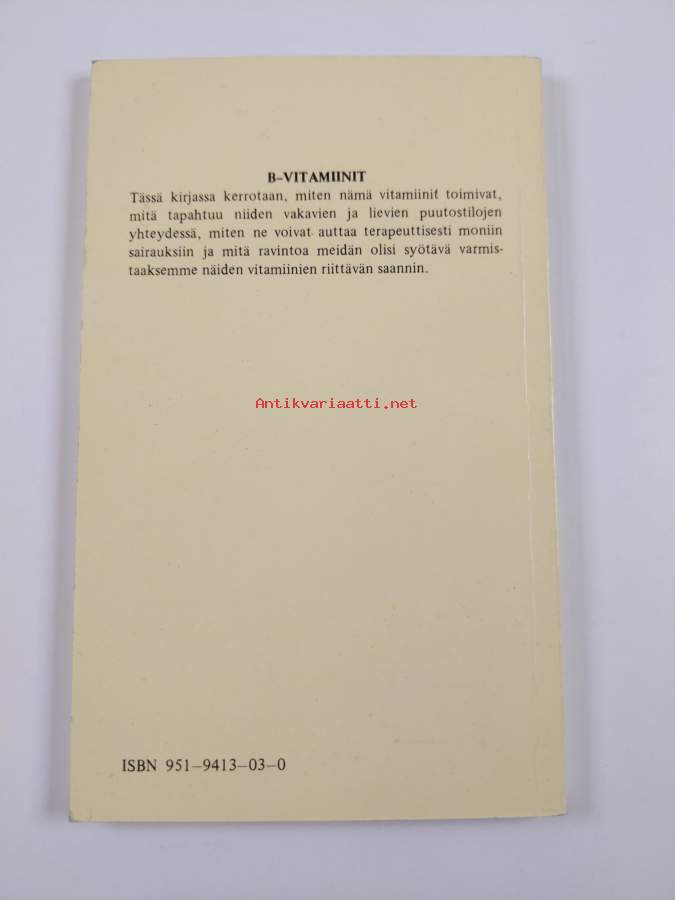 B–VITAMIINIT
Tässä kirjassa kerrotaan, miten nämä vitamiinit toimivat,
mitä tapahtuu niiden vakavien ja lievien puutostilojen
yhteydessä, miten ne voivat auttaa terapeuttisesti moniin
sairauksiin ja mitä ravintoa meidän olisi syötävä varmis-
taaksemme näiden vitamiinien riittävän saannin.
Antikvariaatti.net
ISBN 951–9413–03–0